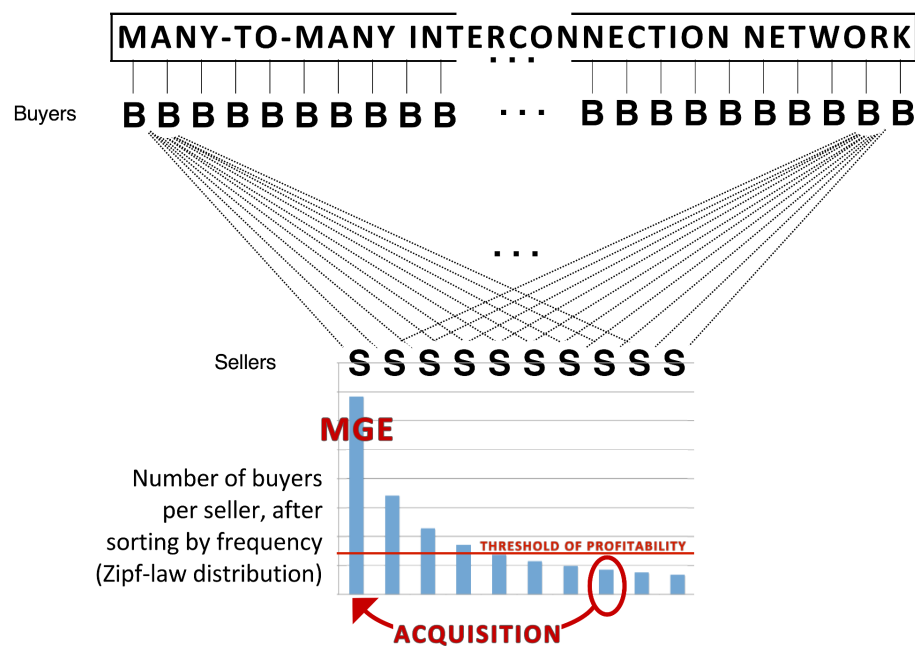 MANY-TO-MANY INTERCONNECTION NETWORK
...
Buyers B B B B B B B B B B ... B B B B B B B B B B
...
Sellers S S S S S S S S S S
MGE
Number of buyers
per seller, after
sorting by frequency
(Zipf-law distribution)
THRESHOLD OF PROFITABILITY
ACQUISITION